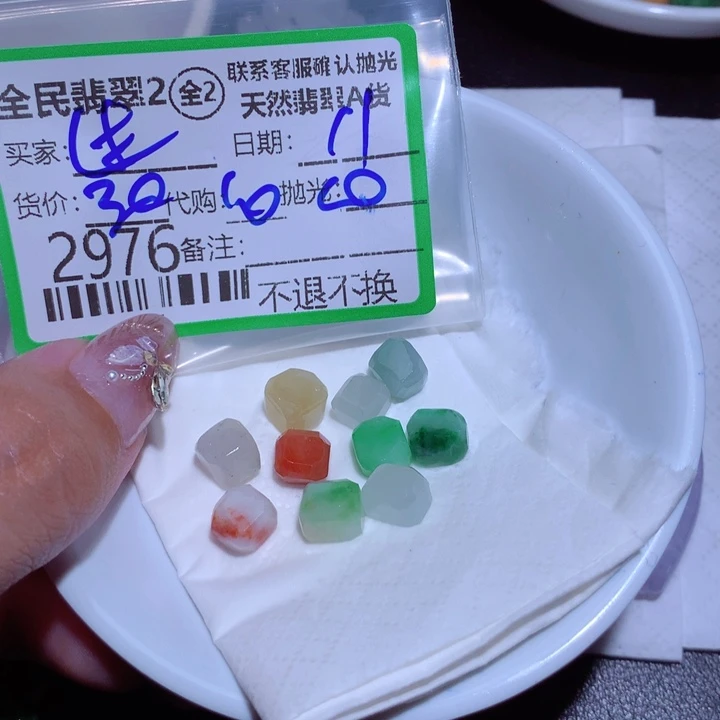 联系客服确认抛光
全民翡翠2 全2 天然翡翠A货
买家: 日期:
货价: 30 代购: 抛光:
2976 备注:
不退不换